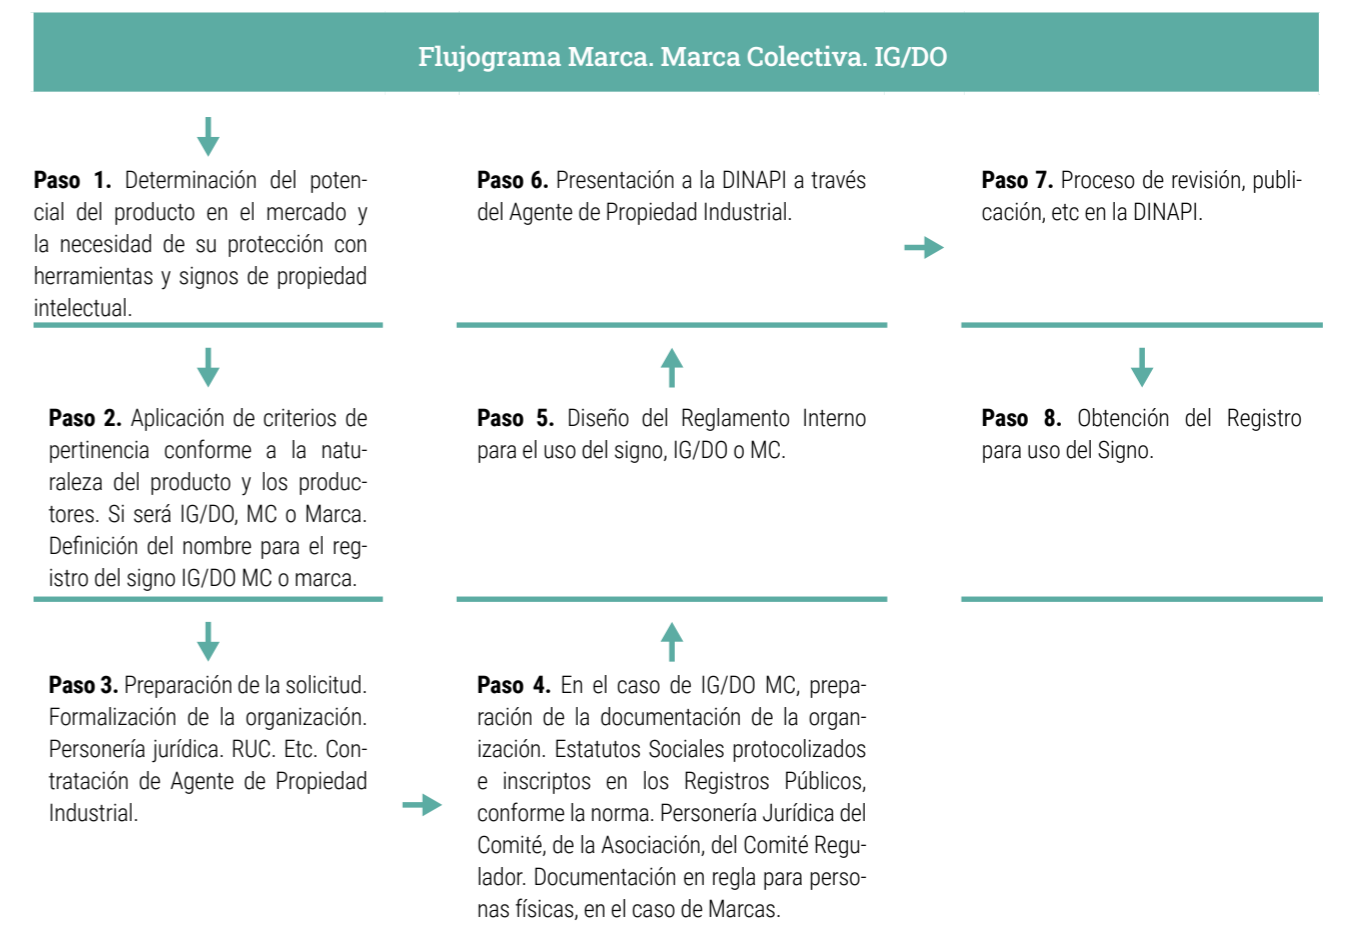 Flujograma Marca. Marca Colectiva. IG/DO
Paso 1. Determinación del poten-
cial del producto en el mercado y
la necesidad de su protección con
herramientas y signos de propiedad
intelectual.
Paso 2. Aplicación de criterios de
pertinencia conforme a la natu-
raleza del producto y los produc-
tores. Si será IG/DO, MC o Marca.
Definición del nombre para el reg-
istro del signo IG/DO MC o marca.
Paso 3. Preparación de la solicitud.
Formalización de la organización.
Personería jurídica. RUC. Etc. Con-
tratación de Agente de Propiedad
Industrial.
Paso 4. En el caso de IG/DO MC, prepa-
ración de la documentación de la organ-
ización. Estatutos Sociales protocolizados
e inscriptos en los Registros Públicos,
conforme la norma. Personería Jurídica del
Comité, de la Asociación, del Comité Regu-
lador. Documentación en regla para perso-
nas físicas, en el caso de Marcas.
Paso 5. Diseño del Reglamento Interno
para el uso del signo, IG/DO o MC.
Paso 6. Presentación a la DINAPI a través
del Agente de Propiedad Industrial.
Paso 7. Proceso de revisión, publi-
cación, etc en la DINAPI.
Paso 8. Obtención del Registro
para uso del Signo.